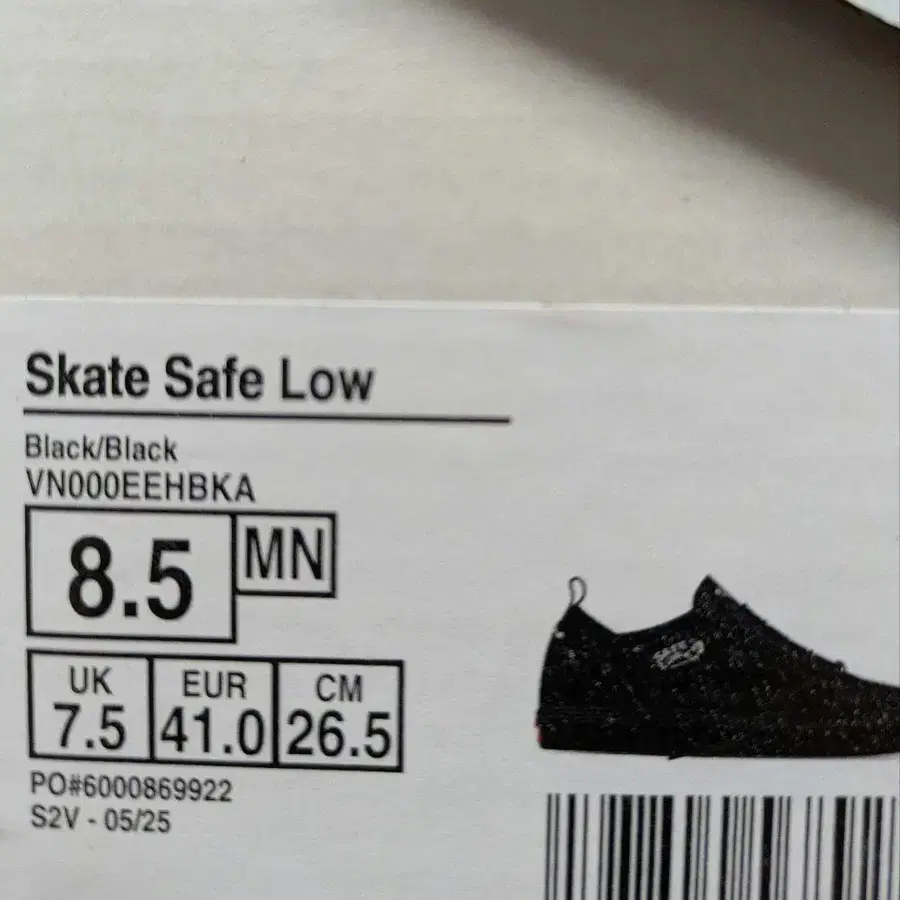 Skate Safe Low
Black/Black
VN000EEHBKA
8.5 MN
UK EUR CM
7.5 41.0 26.5
PO#6000869922
S2V - 05/25